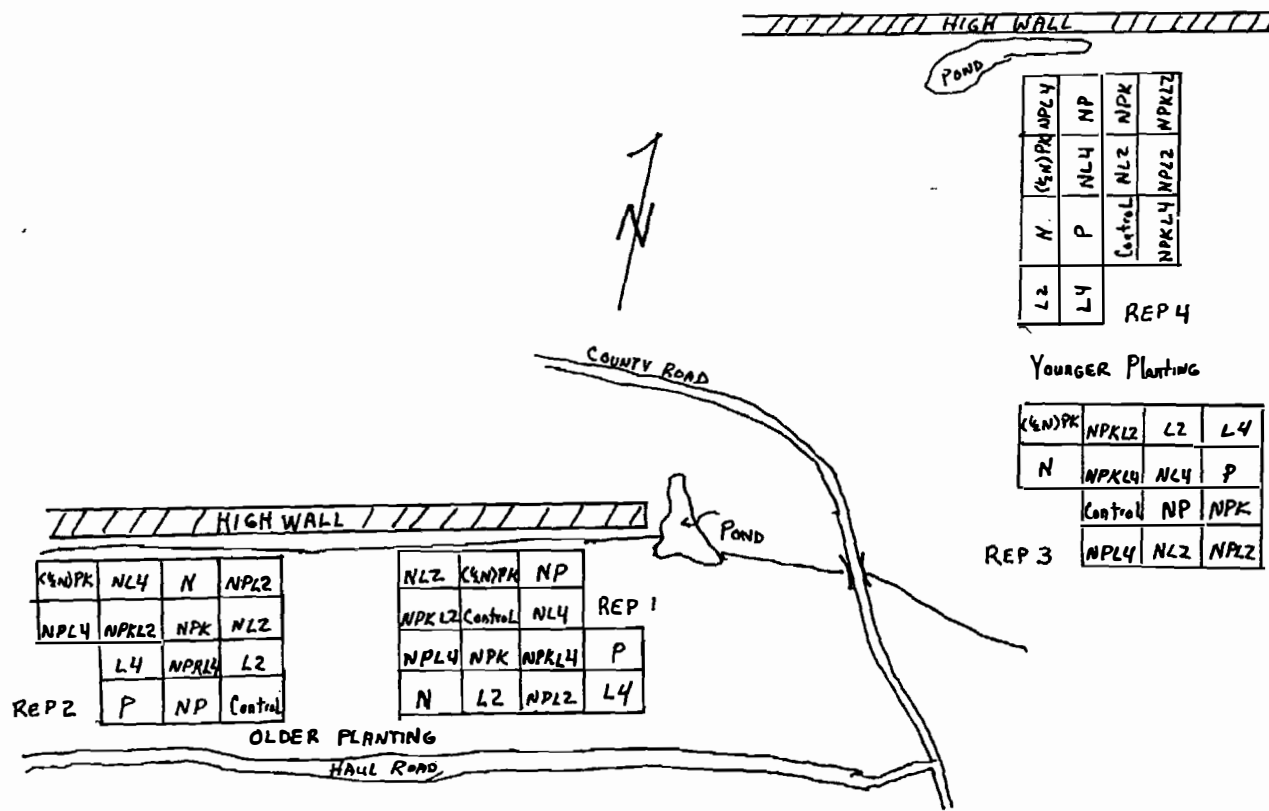 HIGH WALL
POND
NPL4 NP NPK NPKL2
(½N)PK NL4 NL2 NPL2
N P Control NPKL4
L2 L4
REP 4
N
COUNTY ROAD
YOUNGER PLANTING
(½N)PK NPKL2 L2 L4
N NPKL4 NL4 P
Control NP NPK
NPL4 NL2 NPL2
REP 3
HIGH WALL
POND
(½N)PK NL4 N NPL2
NPL4 NPKL2 NPK NL2
L4 NPKL4 L2
P NP Control
REP 2
NL2 (½N)PK NP
NPKL2 Control NL4
REP 1
NPL4 NPK NPKL4 P
N L2 NPL2 L4
OLDER PLANTING
HAUL ROAD